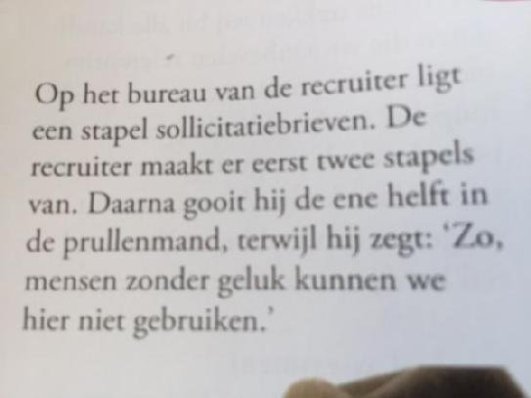 Op het bureau van de recruiter ligt
een stapel sollicitatiebrieven. De
recruiter maakt er eerst twee stapels
van. Daarna gooit hij de ene helft in
de prullenmand, terwijl hij zegt: ‘Zo,
mensen zonder geluk kunnen we
hier niet gebruiken.’